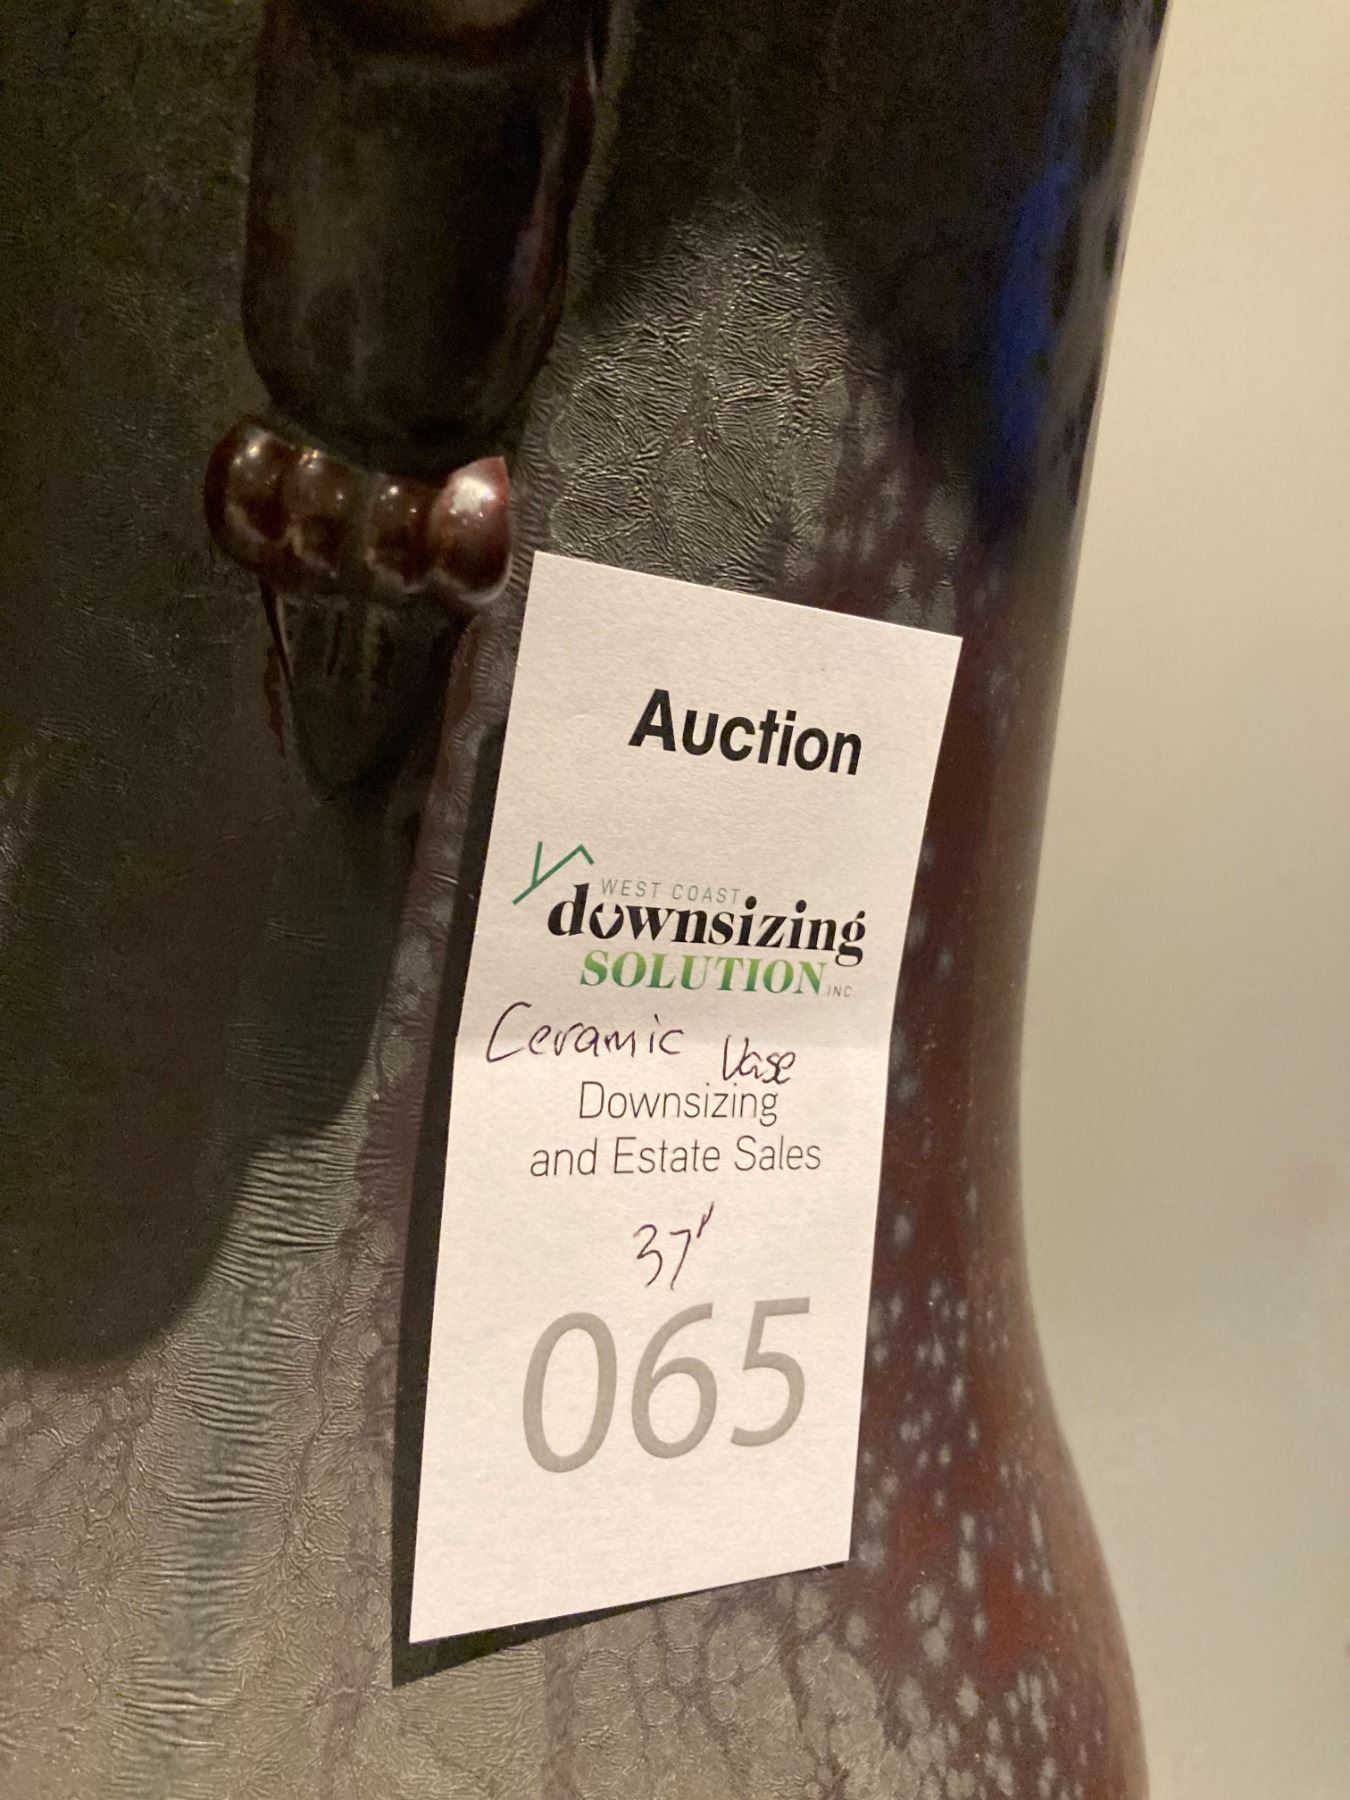 Auction
WEST COAST
downsizing
SOLUTION INC.
Ceramic Vase
Downsizing
and Estate Sales
37"
065